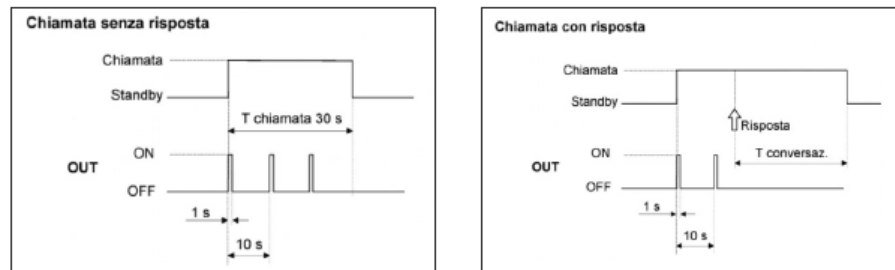 Chiamata senza risposta
Chiamata
Standby
T chiamata 30 s
ON
OUT
OFF
1 s
10 s
Chiamata con risposta
Chiamata
Standby
Risposta
T conversaz.
ON
OUT
OFF
1 s
10 s